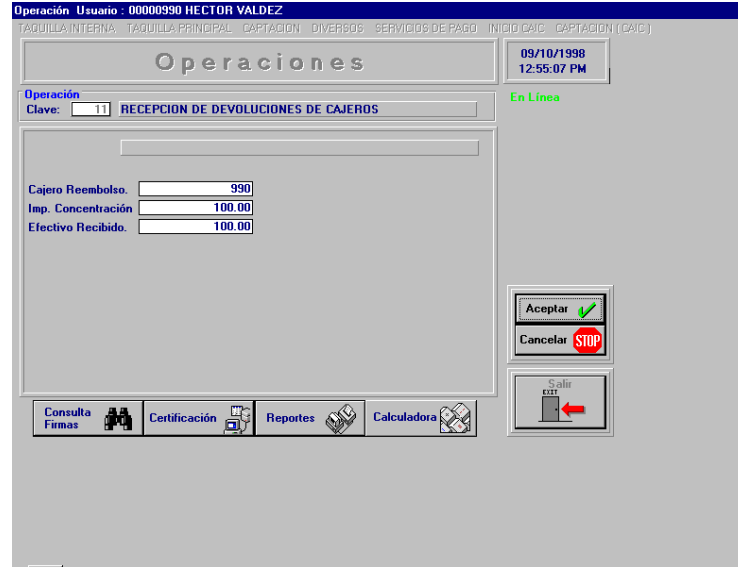 Operación Usuario : 00000990 HECTOR VALDEZ
TAQUILLA INTERNA TAQUILLA PRINCIPAL CAPTACION DIVERSOS SERVICIOS DE PAGO INICIO CAIC CAPTACION ( CAIC )
Operaciones
09/10/1998
12:55:07 PM
Operación
Clave: 11 RECEPCION DE DEVOLUCIONES DE CAJEROS
En Línea
Cajero Reembolso. 990
Imp. Concentración 100.00
Efectivo Recibido. 100.00
Aceptar
Cancelar STOP
Salir
EXIT
Consulta Firmas
Certificación
Reportes
Calculadora